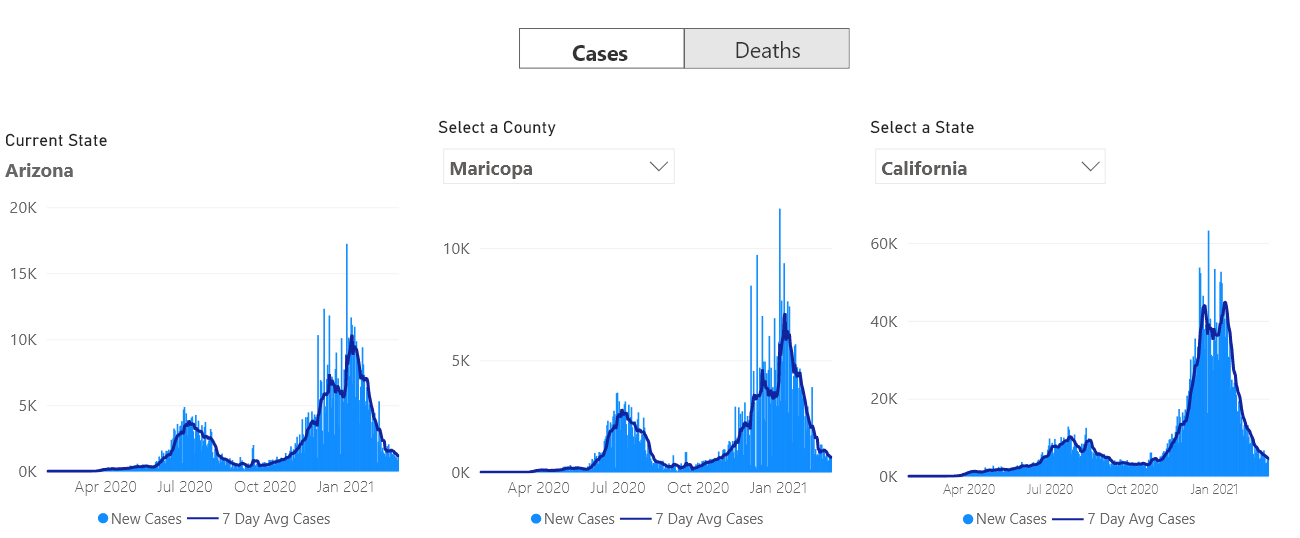 Cases Deaths
Current State
Arizona
20K
15K
10K
5K
0K
Apr 2020 Jul 2020 Oct 2020 Jan 2021
New Cases 7 Day Avg Cases
Select a County
Maricopa
10K
5K
0K
Apr 2020 Jul 2020 Oct 2020 Jan 2021
New Cases 7 Day Avg Cases
Select a State
California
60K
40K
20K
0K
Apr 2020 Jul 2020 Oct 2020 Jan 2021
New Cases 7 Day Avg Cases